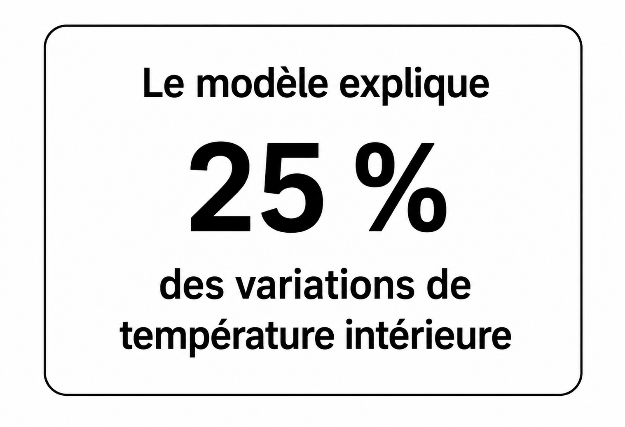 Le modèle explique
25 %
des variations de
température intérieure